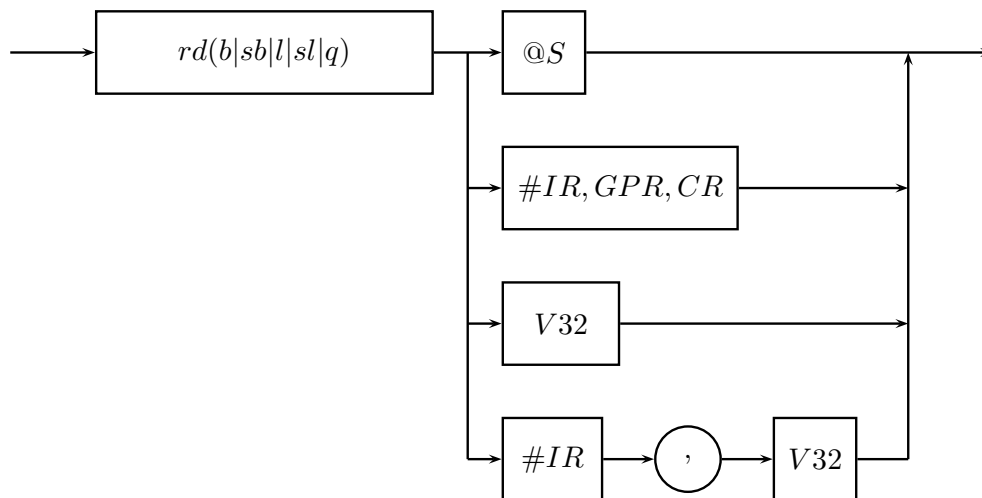 rd(b|sb|l|sl|q) @S
#IR, GPR, CR
V32
#IR , V32